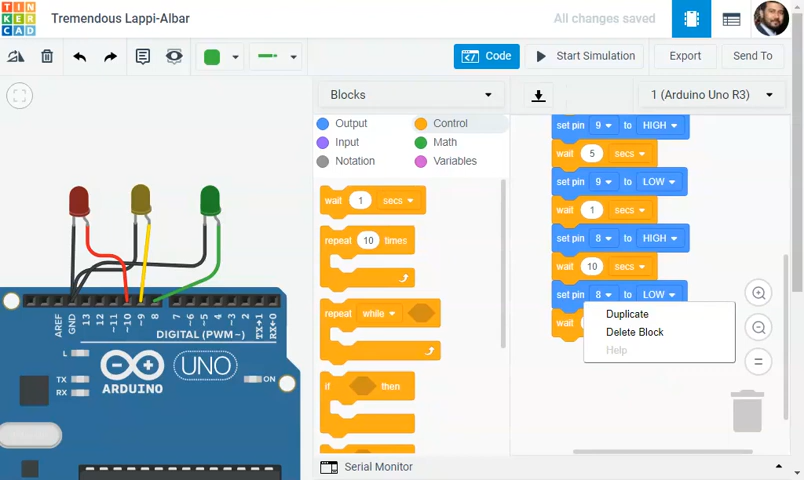 TINKERCAD
Tremendous Lappi-Albar
All changes saved
Code
Start Simulation
Export
Send To
Blocks
1 (Arduino Uno R3)
Output
Control
Input
Math
Notation
Variables
wait 1 secs
repeat 10 times
repeat while
if then
set pin 9 to HIGH
wait 5 secs
set pin 9 to LOW
wait 1 secs
set pin 8 to HIGH
wait 10 secs
set pin 8 to LOW
wait
Duplicate
Delete Block
Help
AREF
GND
13
12
~11
~10
~9
8
7
~6
~5
4
~3
2
TX→1
RX←0
DIGITAL (PWM~)
L
TX
RX
UNO
ARDUINO
ON
Serial Monitor